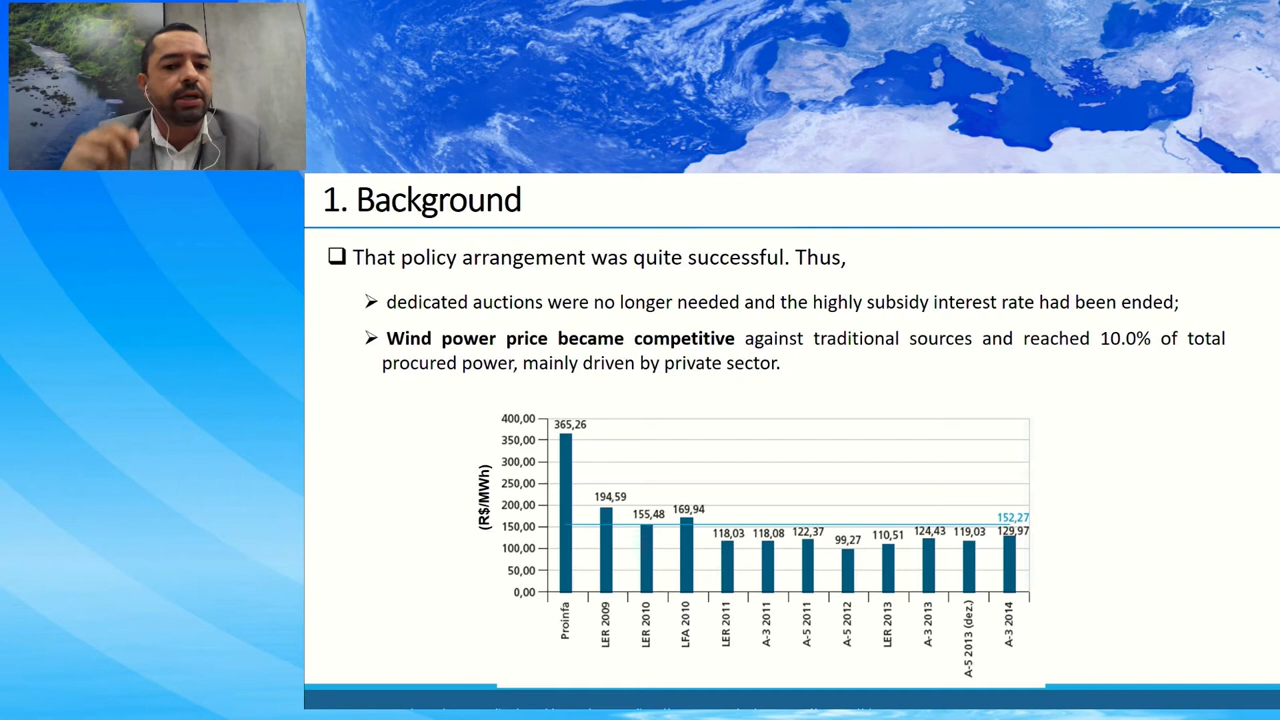 1. Background
That policy arrangement was quite successful. Thus,
dedicated auctions were no longer needed and the highly subsidy interest rate had been ended;
Wind power price became competitive against traditional sources and reached 10.0% of total
procured power, mainly driven by private sector.
(R$/MWh)
400,00
350,00
300,00
250,00
200,00
150,00
100,00
50,00
0,00
365,26
194,59
155,48
169,94
118,03
118,08
122,37
99,27
110,51
124,43
119,03
129,97
152,27
Proinfa
LER 2009
LER 2010
LFA 2010
LER 2011
A-3 2011
A-5 2011
A-5 2012
LER 2013
A-3 2013
A-5 2013 (dez.)
A-3 2014